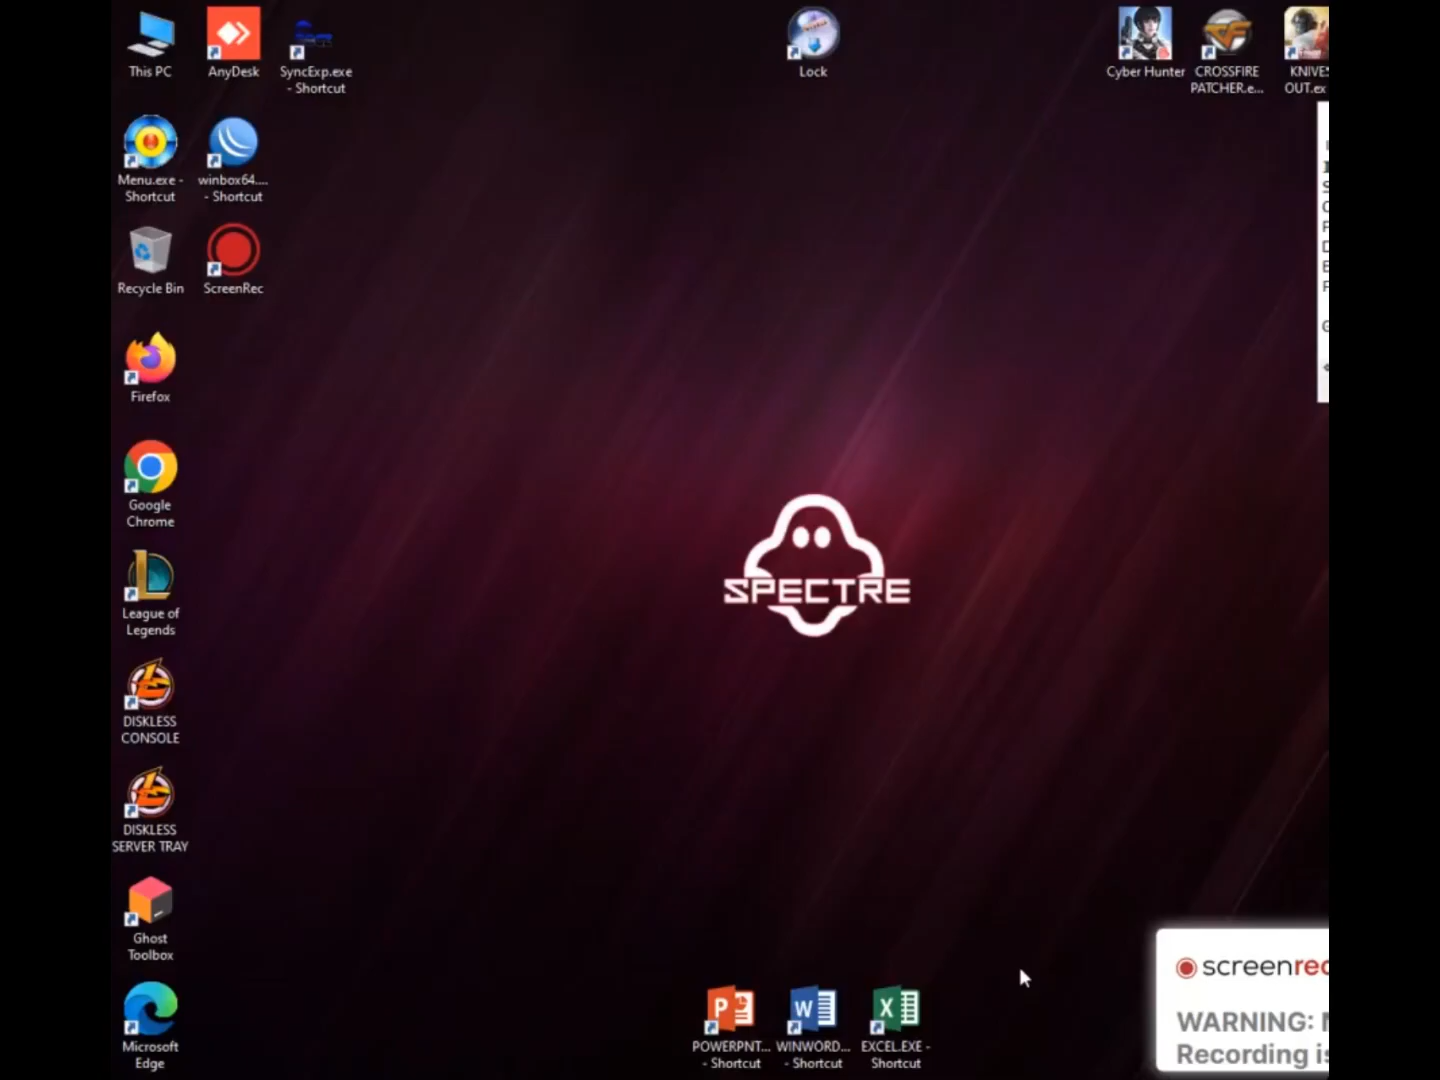 This PC
AnyDesk
SyncExp.exe
- Shortcut
Lock
Cyber Hunter
CROSSFIRE
PATCHER.e...
KNIVES
OUT.ex
Menu.exe -
Shortcut
winbox64....
- Shortcut
Recycle Bin
ScreenRec
Firefox
Google
Chrome
League of
Legends
SPECTRE
DISKLESS
CONSOLE
DISKLESS
SERVER TRAY
Ghost
Toolbox
Microsoft
Edge
POWERPNT...
- Shortcut
WINWORD...
- Shortcut
EXCEL.EXE -
Shortcut
screenrec
WARNING:
Recording